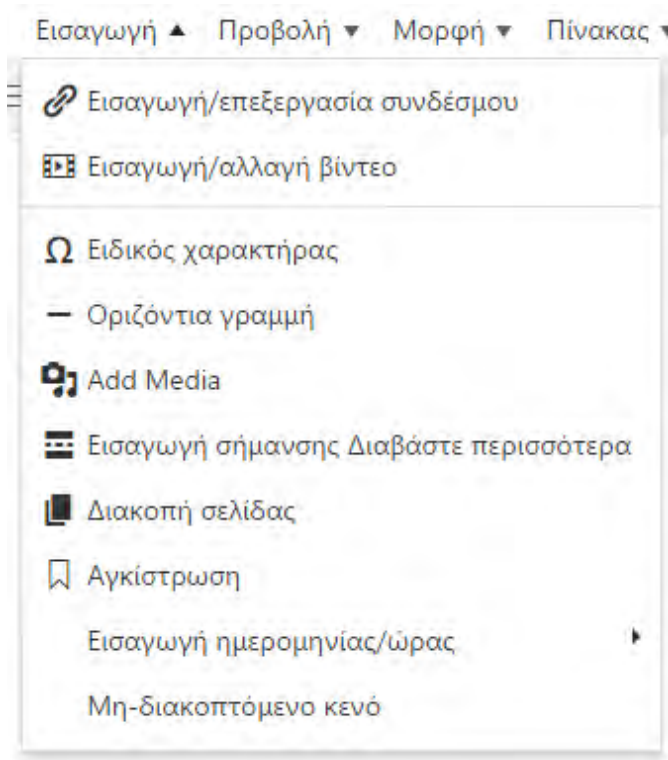 Εισαγωγή ▲ Προβολή ▼ Μορφή ▼ Πίνακας ▼
Εισαγωγή/επεξεργασία συνδέσμου
Εισαγωγή/αλλαγή βίντεο
Ω Ειδικός χαρακτήρας
Οριζόντια γραμμή
Add Media
Εισαγωγή σήμανσης Διαβάστε περισσότερα
Διακοπή σελίδας
Αγκίστρωση
Εισαγωγή ημερομηνίας/ώρας
Μη-διακοπτόμενο κενό